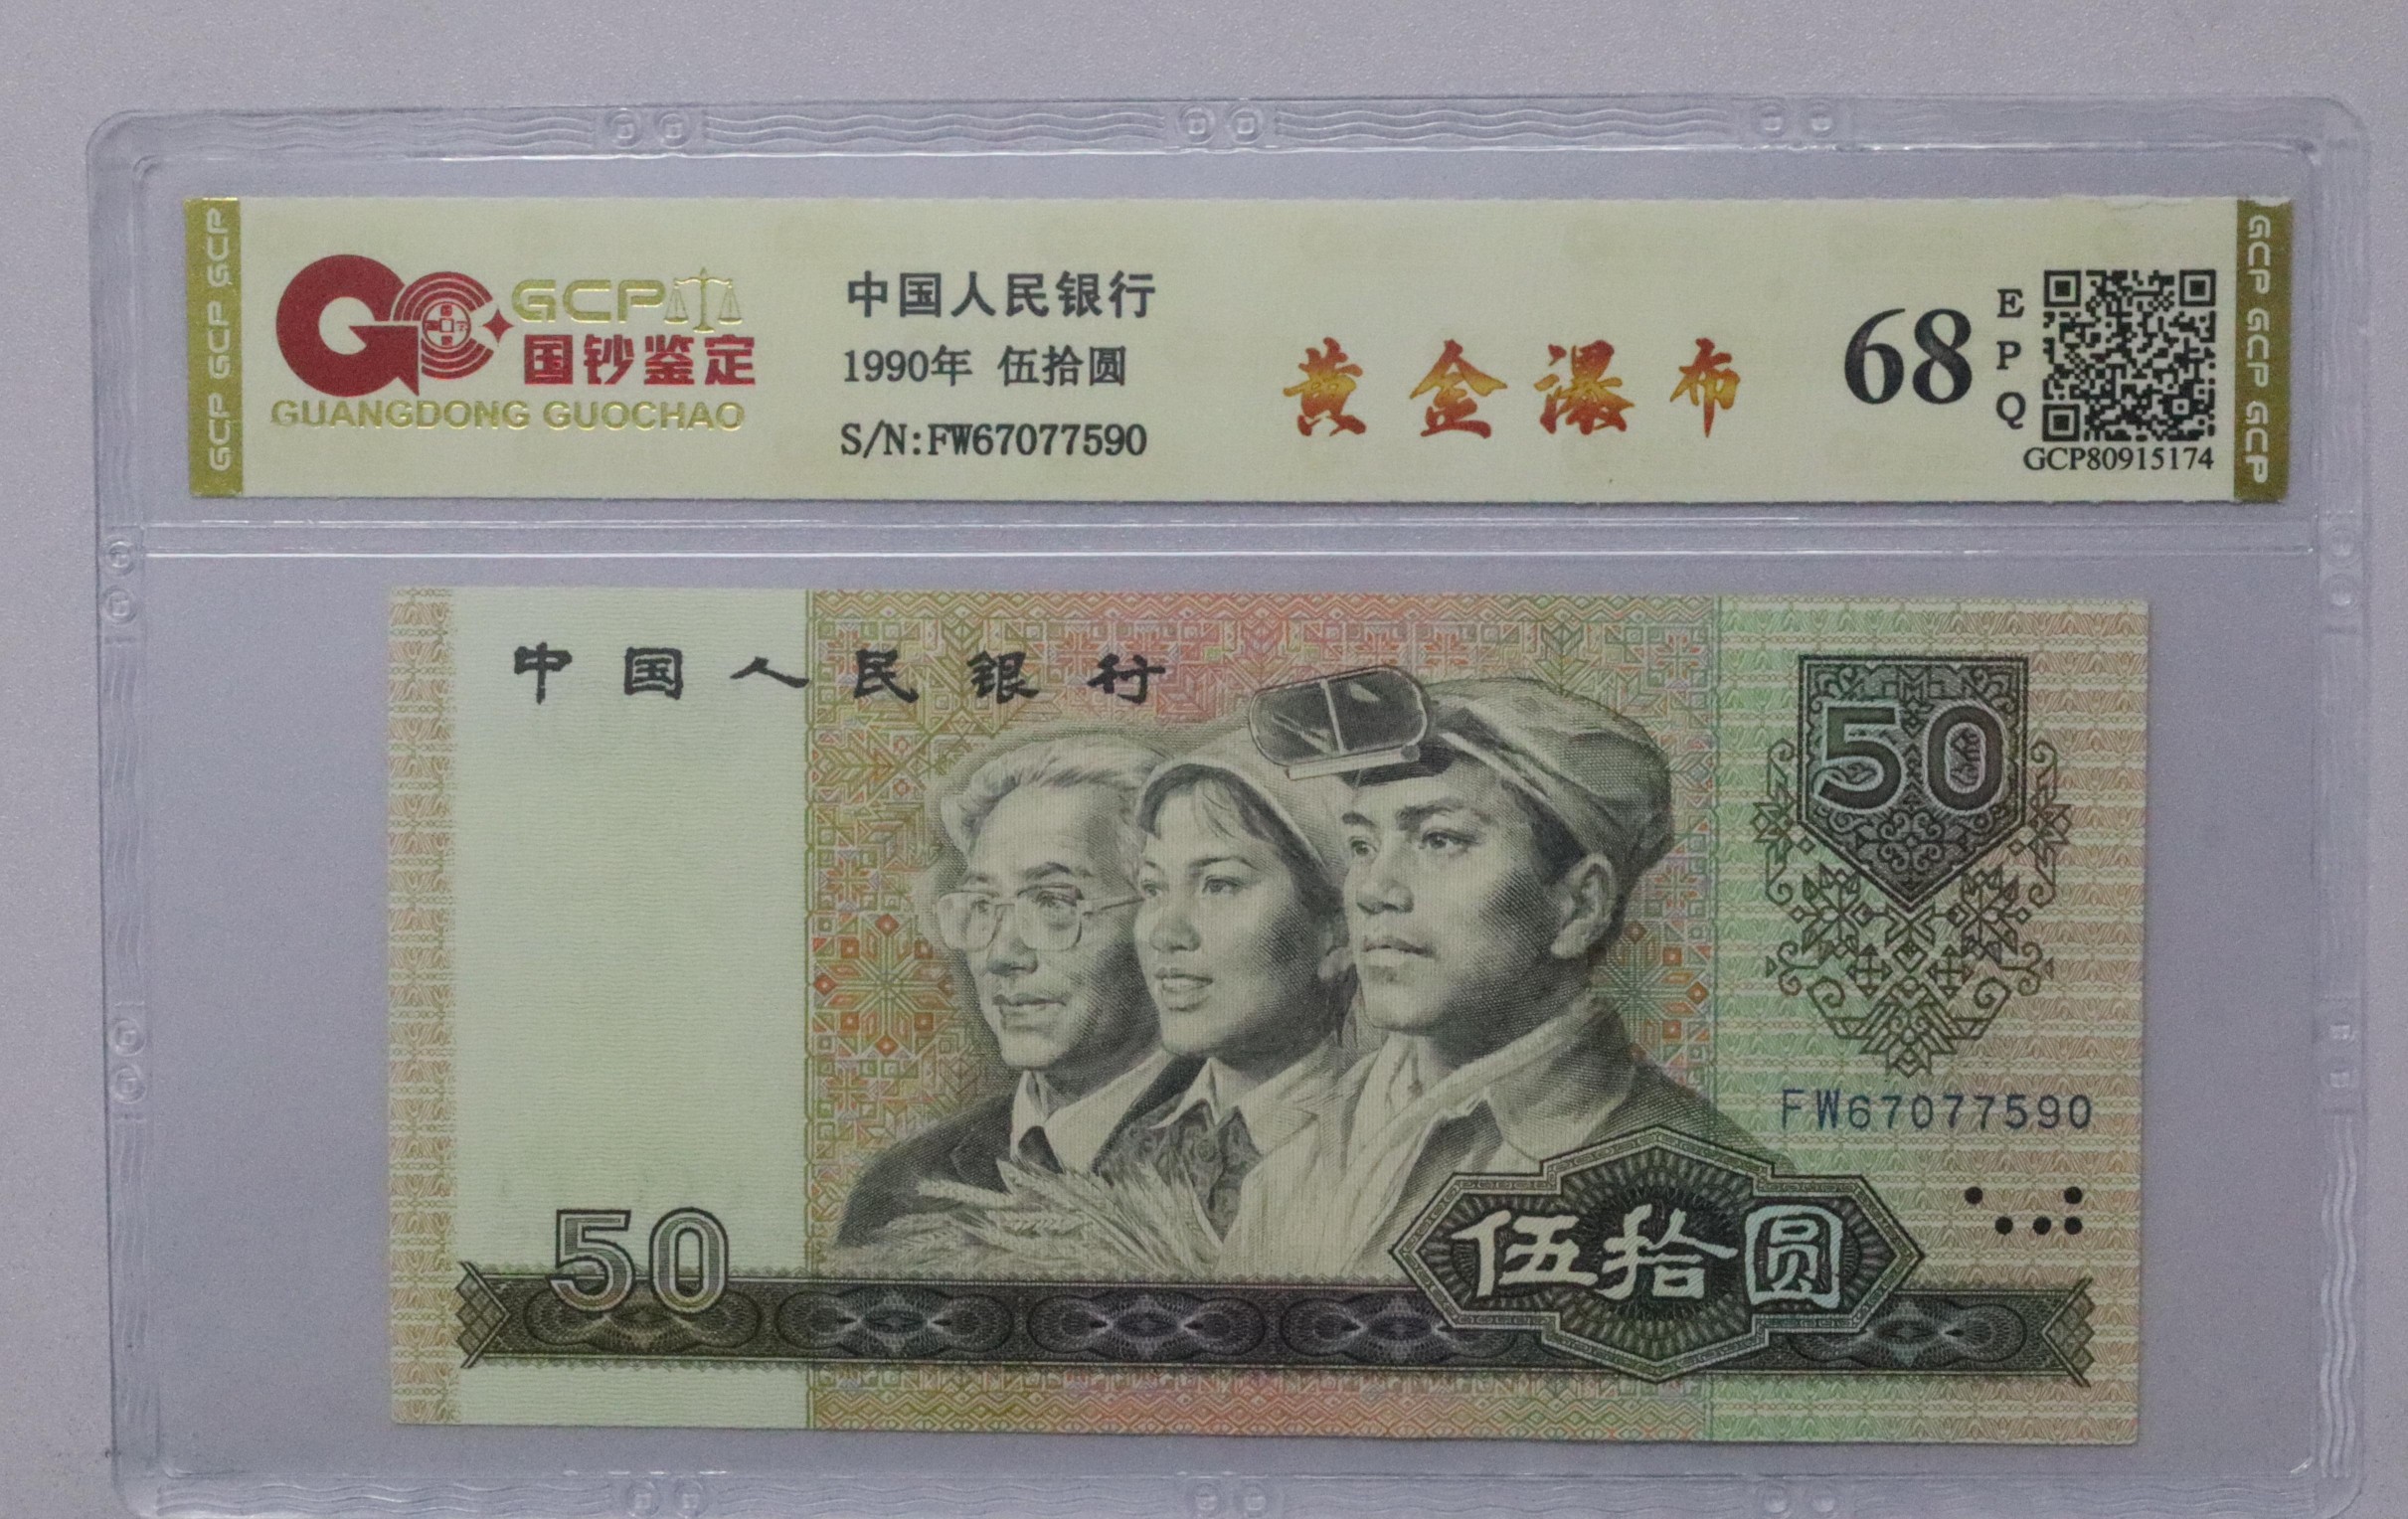 GCP GCP GCP
GCP
国钞鉴定
GUANGDONG GUOCHAO
中国人民银行
1990年 伍拾圆
S/N:FW67077590
黄金瀑布
68
E
P
Q
GCP80915174
GCP GCP GCP
中国人民银行
50
FW67077590
50
伍拾圆